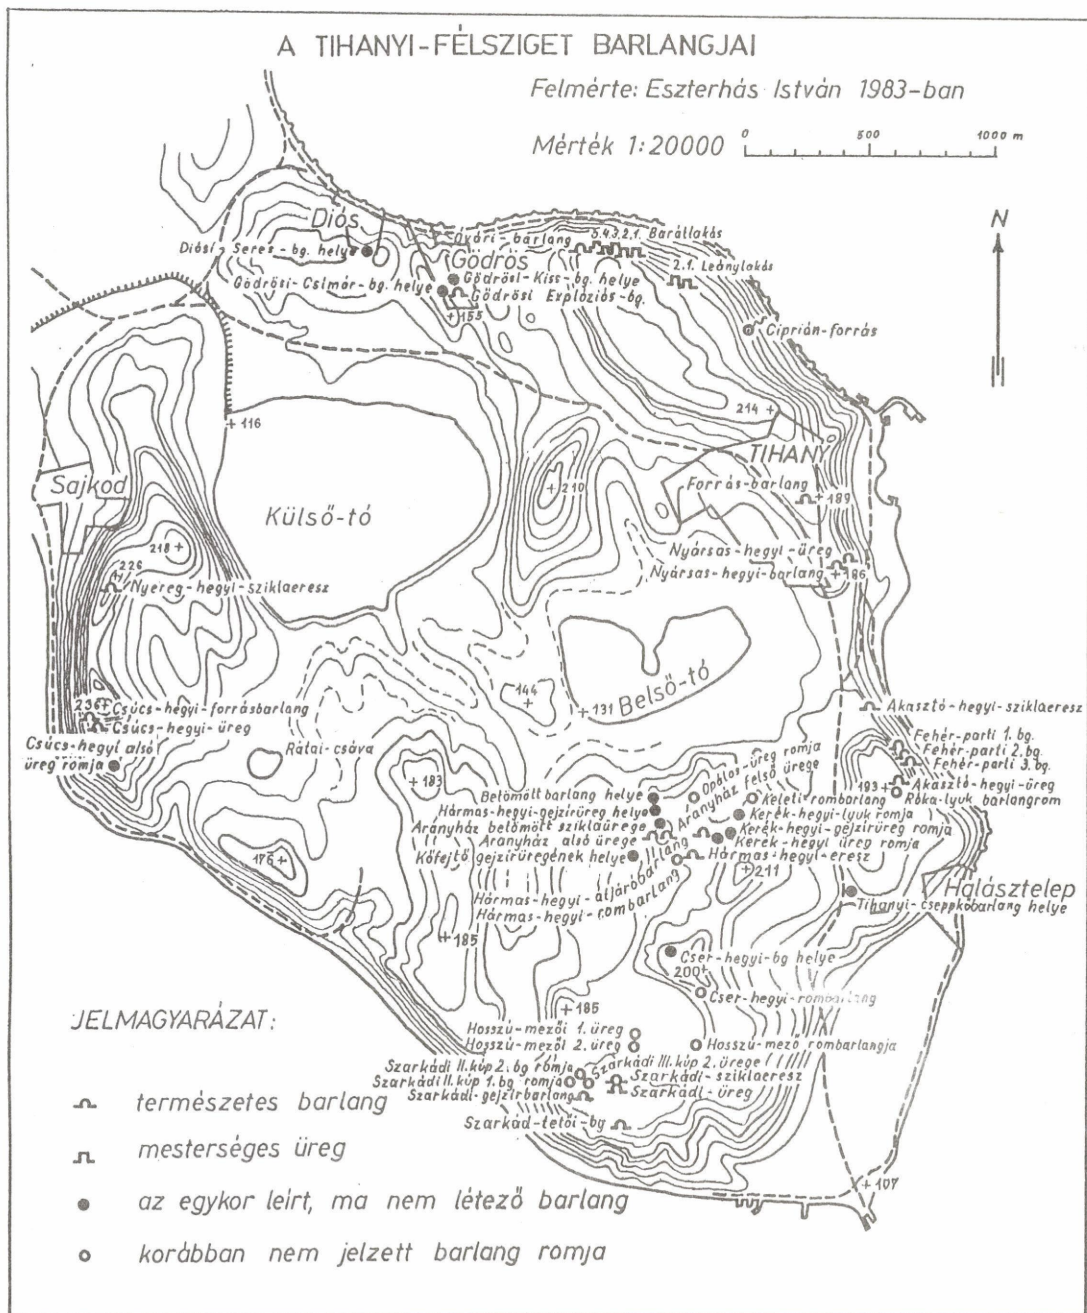 A TIHANYI-FÉLSZIGET BARLANGJAI
Felmérte: Eszterhás István 1983-ban
Mérték 1:20000
0 500 1000 m
N
Diós
Diósi Seres-bg. helye
Óvári-barlang
5.4.3.2.1. Barátlakás
Gödrös
2.1. Leánylakás
Gödrösi-Kiss-bg. helye
Gödrösi-Csimár-bg. helye
Gödrösi Explóziós-bg.
155
Ciprián-forrás
116
214
TIHANY
Sajkod
Külső-tó
210
Forrás-barlang
189
218
226
Nyereg-hegyi-sziklaeresz
Nyársas-hegyi-üreg
Nyársas-hegyi-barlang
186
144
131
Belső-tó
236
Csúcs-hegyi-forrásbarlang
Csúcs-hegyi-üreg
Csúcs-hegyi alsó
üreg romja
Rátai-csáva
Akasztó-hegyi-sziklaeresz
Fehér-parti 1. bg.
Fehér-parti 2. bg.
Fehér-parti 3. bg.
183
193
Akasztó-hegyi-üreg
Róka-lyuk barlangrom
Betömött barlang helye
Opálos-üreg romja
Aranyház felső ürege
Keleti rombarlang
Hármas-hegyi-gejzírüreg helye
Kerék-hegyi-lyuk romja
Aranyház betömött sziklaürege
Kerék-hegyi-gejzírüreg romja
Aranyház alsó ürege
Kerék-hegyi üreg romja
Kőfejtő gejzírüregének helye
Hármas-hegyi-eresz
Hármas-hegyi-átjáróbarlang
Hármas-hegyi-rombarlang
211
176
Halásztelep
Tihanyi-cseppkőbarlang helye
185
Cser-hegyi-bg helye
200
Cser-hegyi-rombarlang
185
Hosszú-mezői 1. üreg
Hosszú-mezői 2. üreg
Hosszú-mező rombarlangja
Szarkádi III. kúp 2. ürege
Szarkádi II. kúp 2. bg romja
Szarkádi-sziklaeresz
Szarkádi II. kúp 1. bg romja
Szarkádi-üreg
Szarkádi-gejzírbarlang
Szarkád-tetői-bg
107
JELMAGYARÁZAT:
természetes barlang
mesterséges üreg
az egykor leírt, ma nem létező barlang
korábban nem jelzett barlang romja